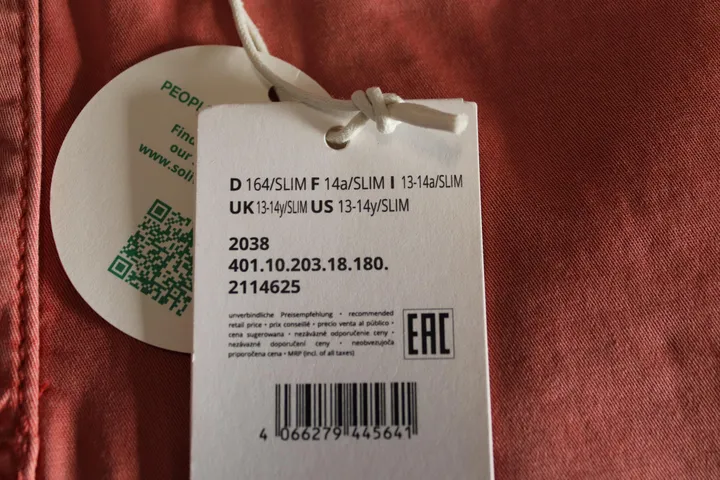 PEOPL
Find
our
www.soli
D 164/SLIM F 14a/SLIM I 13-14a/SLIM
UK 13-14y/SLIM US 13-14y/SLIM
2038
401.10.203.18.180.
2114625
unverbindliche Preisempfehlung • recommended
retail price • prix conseillé • precio venta al público •
cena sugerowana • nezávazné odporučenie ceny •
nezávazné doporučení ceny • neobvezujoča
priporočena cena • MRP (incl. of all taxes)
EAC
4 066279 445641